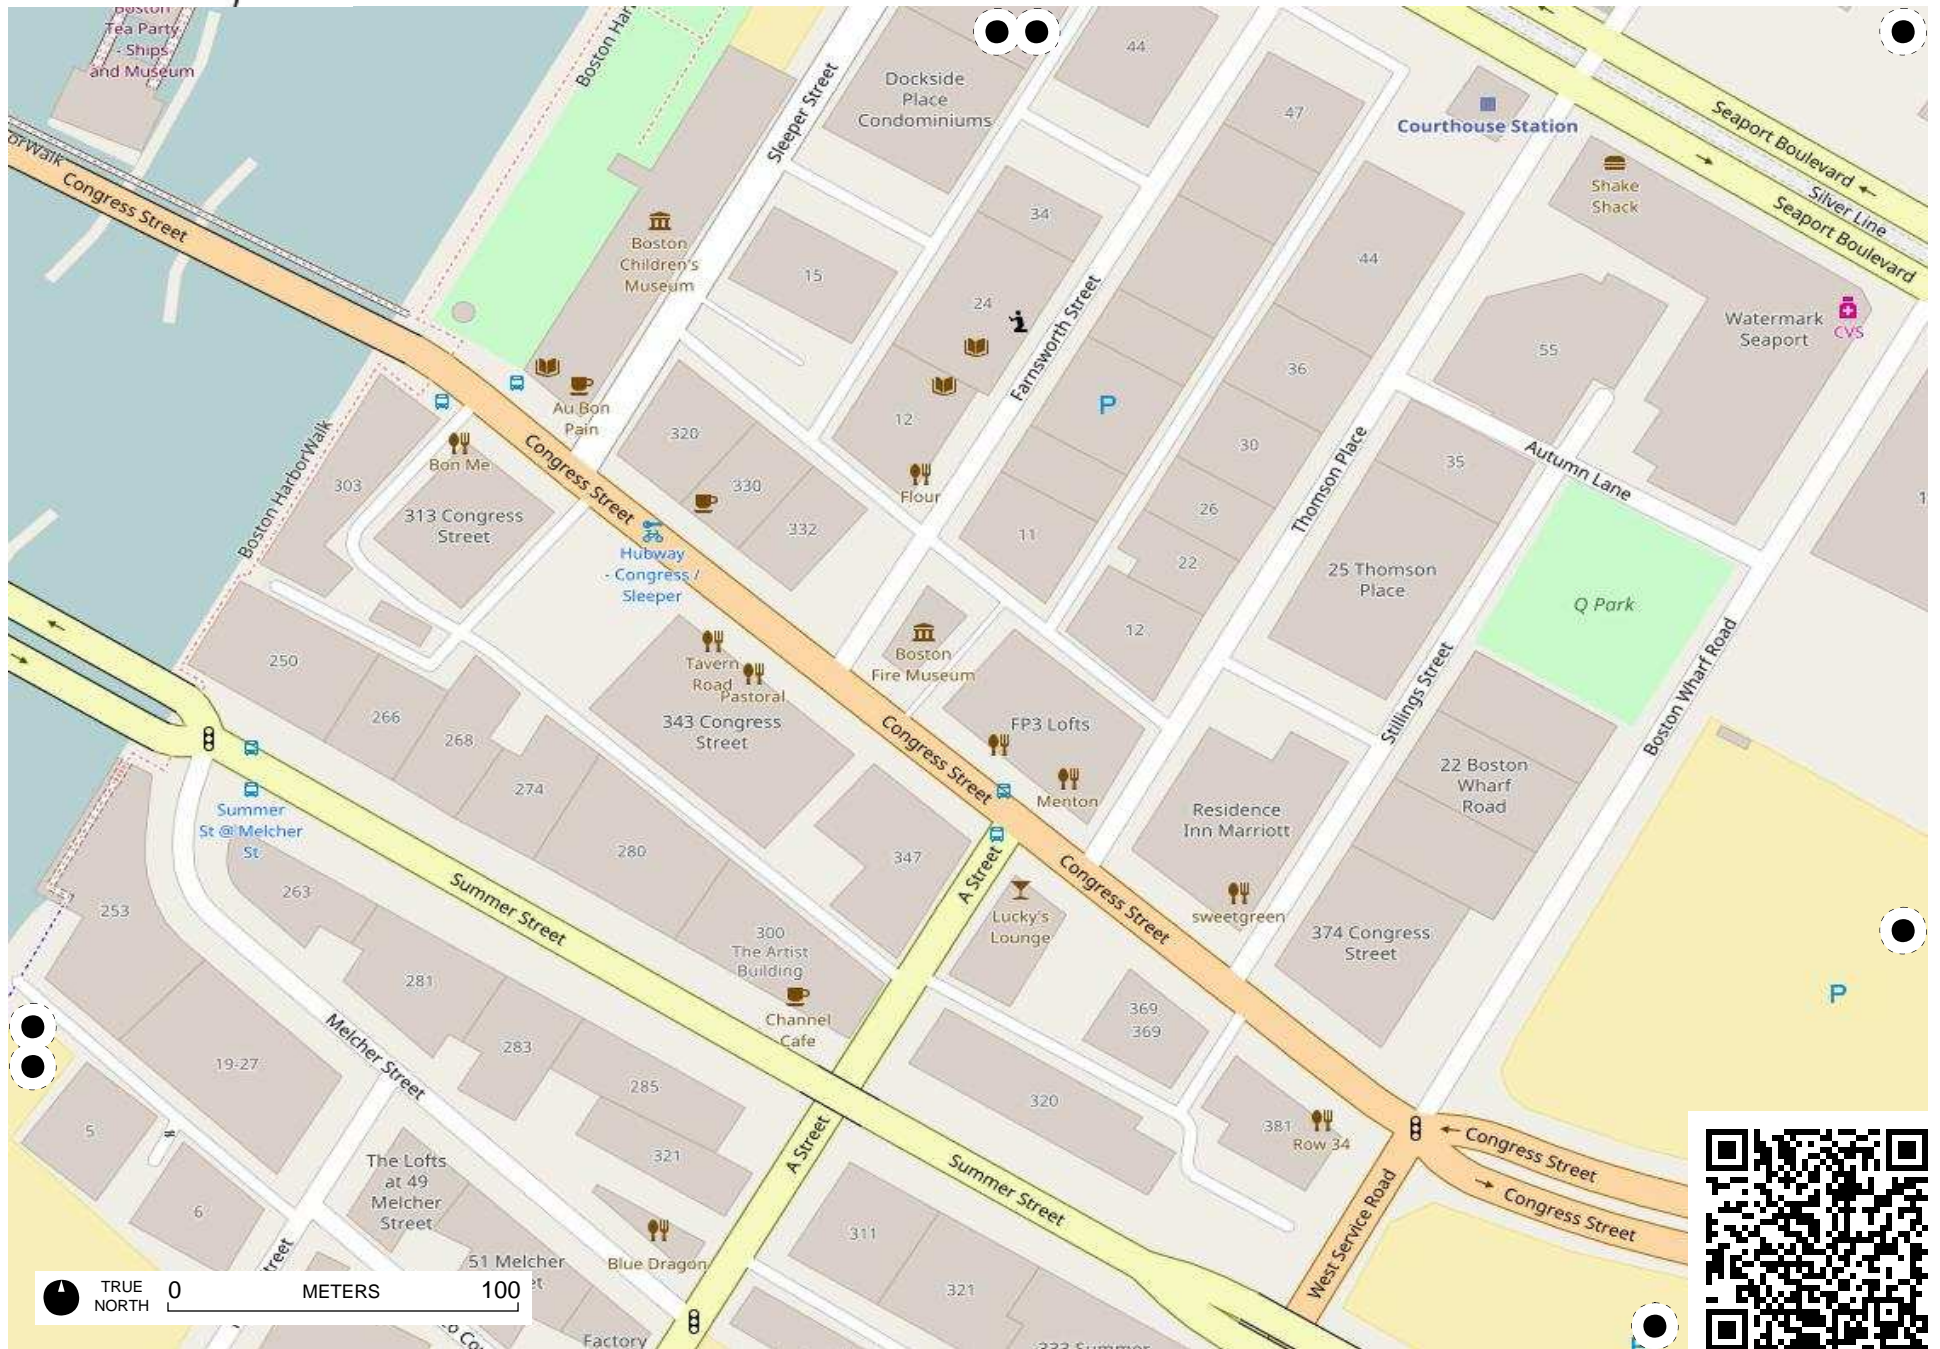 Boston
Tea Party
- Ships
and Museum
Boston Har
44
Dockside
Place
Condominiums
Sleeper Street
47
Courthouse Station
Seaport Boulevard
Silver Line
Seaport Boulevard
Shake
Shack
orWalk
Congress Street
34
Boston
Children's
Museum
15
24
44
Farnsworth Street
Watermark
Seaport
CVS
55
36
P
Au Bon
Pain
320
12
30
35
Autumn Lane
Thomson Place
Bon Me
Congress Street
Boston HarborWalk
303
313 Congress
Street
330
332
Flour
11
26
22
25 Thomson
Place
Hubway
- Congress /
Sleeper
Q Park
12
Tavern
Road
Pastoral
Boston
Fire Museum
250
266
268
343 Congress
Street
FP3 Lofts
Stillings Street
Boston Wharf Road
Congress Street
Menton
22 Boston
Wharf
Road
274
Residence
Inn Marriott
Summer
St @ Melcher
St
280
347
A Street
Congress Street
263
Summer Street
253
Lucky's
Lounge
sweetgreen
374 Congress
Street
300
The Artist
Building
281
P
Channel
Cafe
369
369
Melcher Street
283
19-27
285
320
381
Row 34
5
The Lofts
at 49
Melcher
Street
321
A Street
Summer Street
Congress Street
Congress Street
6
West Service Road
311
51 Melcher
et
Blue Dragon
treet
321
TRUE
NORTH
0 METERS 100
Factory
333 Summer